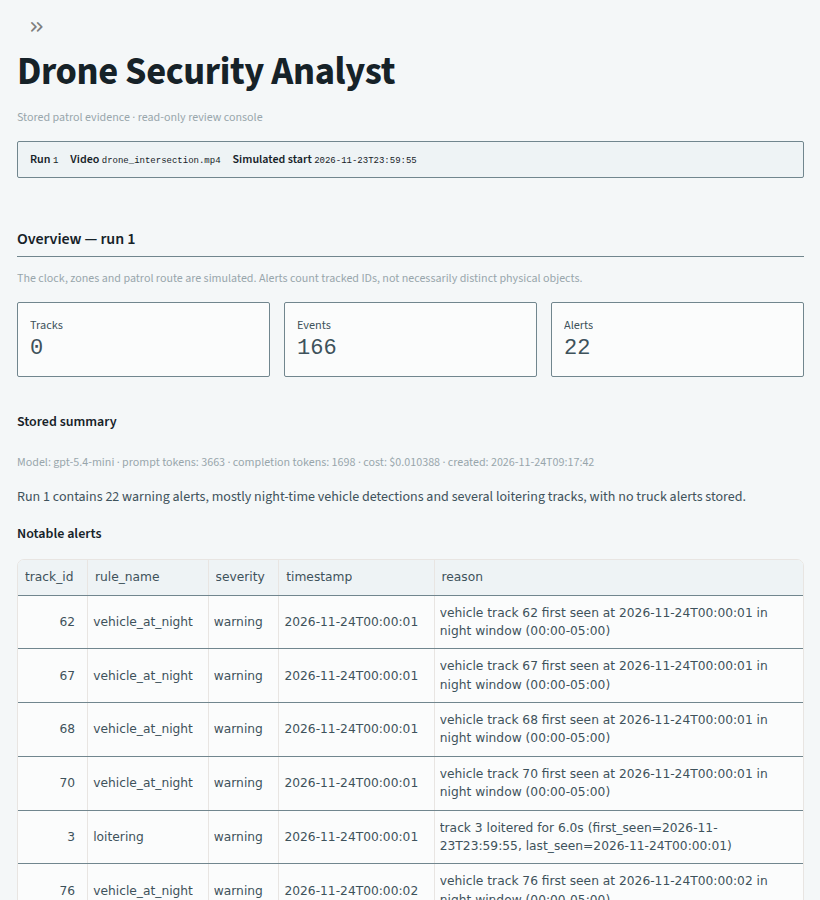 »
Drone Security Analyst
Stored patrol evidence · read-only review console
Run 1 Video drone_intersection.mp4 Simulated start 2026-11-23T23:59:55
Overview — run 1
The clock, zones and patrol route are simulated. Alerts count tracked IDs, not necessarily distinct physical objects.
Tracks Events Alerts
0 166 22
Stored summary
Model: gpt-5.4-mini · prompt tokens: 3663 · completion tokens: 1698 · cost: $0.010388 · created: 2026-11-24T09:17:42
Run 1 contains 22 warning alerts, mostly night-time vehicle detections and several loitering tracks, with no truck alerts stored.
Notable alerts
track_id rule_name severity timestamp reason
62 vehicle_at_night warning 2026-11-24T00:00:01 vehicle track 62 first seen at 2026-11-24T00:00:01 in
night window (00:00-05:00)
67 vehicle_at_night warning 2026-11-24T00:00:01 vehicle track 67 first seen at 2026-11-24T00:00:01 in
night window (00:00-05:00)
68 vehicle_at_night warning 2026-11-24T00:00:01 vehicle track 68 first seen at 2026-11-24T00:00:01 in
night window (00:00-05:00)
70 vehicle_at_night warning 2026-11-24T00:00:01 vehicle track 70 first seen at 2026-11-24T00:00:01 in
night window (00:00-05:00)
3 loitering warning 2026-11-24T00:00:01 track 3 loitered for 6.0s (first_seen=2026-11-
23T23:59:55, last_seen=2026-11-24T00:00:01)
76 vehicle_at_night warning 2026-11-24T00:00:02 vehicle track 76 first seen at 2026-11-24T00:00:02 in
night window (00:00-05:00)